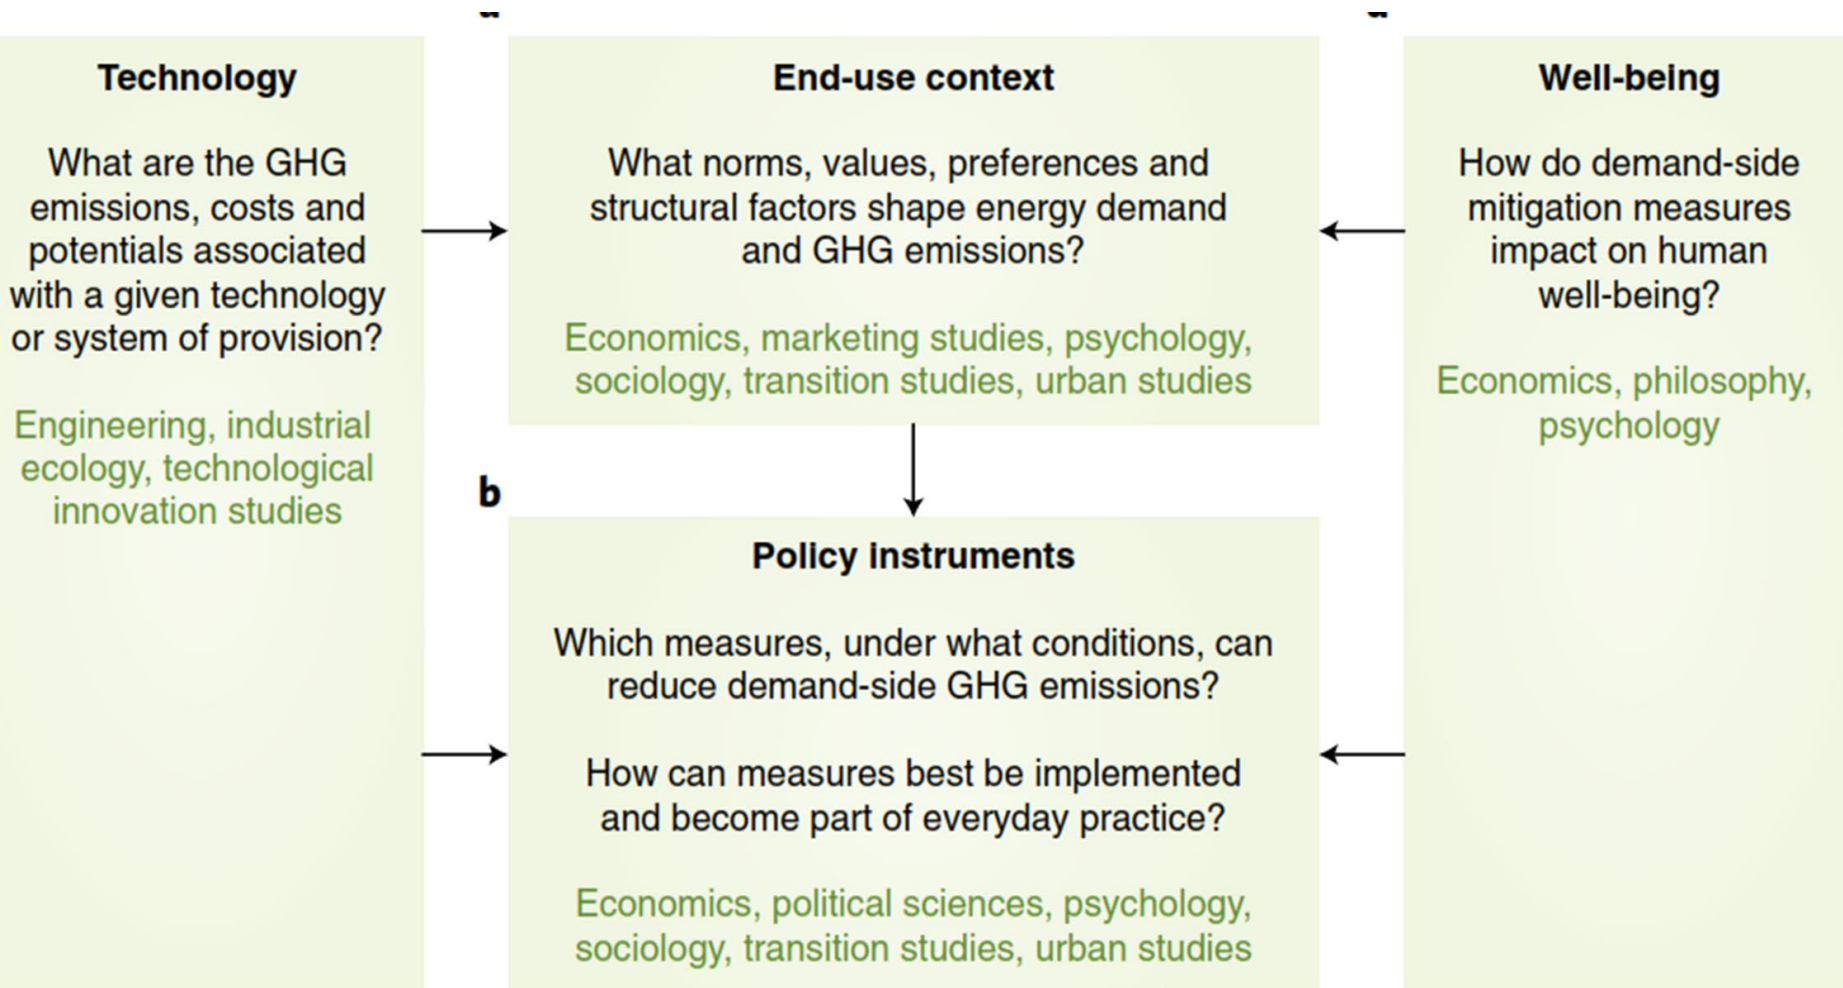 Technology
What are the GHG
emissions, costs and
potentials associated
with a given technology
or system of provision?
Engineering, industrial
ecology, technological
innovation studies
End-use context
What norms, values, preferences and
structural factors shape energy demand
and GHG emissions?
Economics, marketing studies, psychology,
sociology, transition studies, urban studies
b
Policy instruments
Which measures, under what conditions, can
reduce demand-side GHG emissions?
How can measures best be implemented
and become part of everyday practice?
Economics, political sciences, psychology,
sociology, transition studies, urban studies
Well-being
How do demand-side
mitigation measures
impact on human
well-being?
Economics, philosophy,
psychology